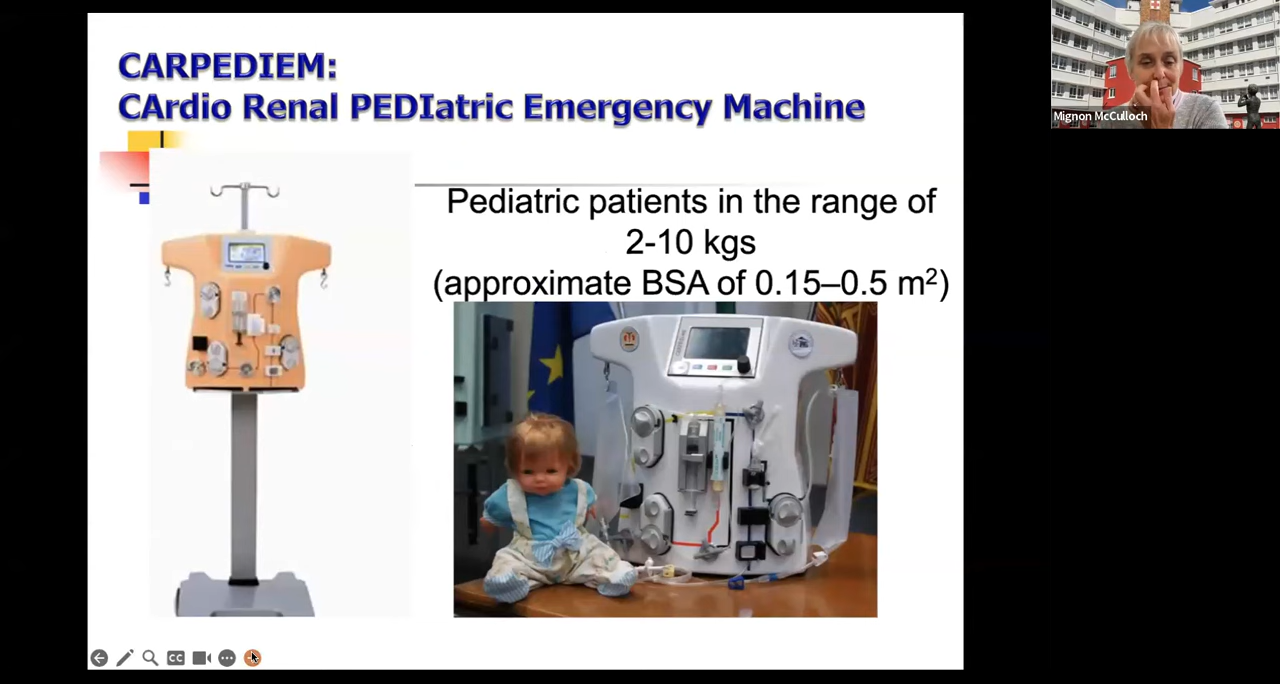 CARPEDIEM:
CArdio Renal PEDIatric Emergency Machine
Pediatric patients in the range of
2-10 kgs
(approximate BSA of 0.15–0.5 m²)
Mignon McCulloch
CC